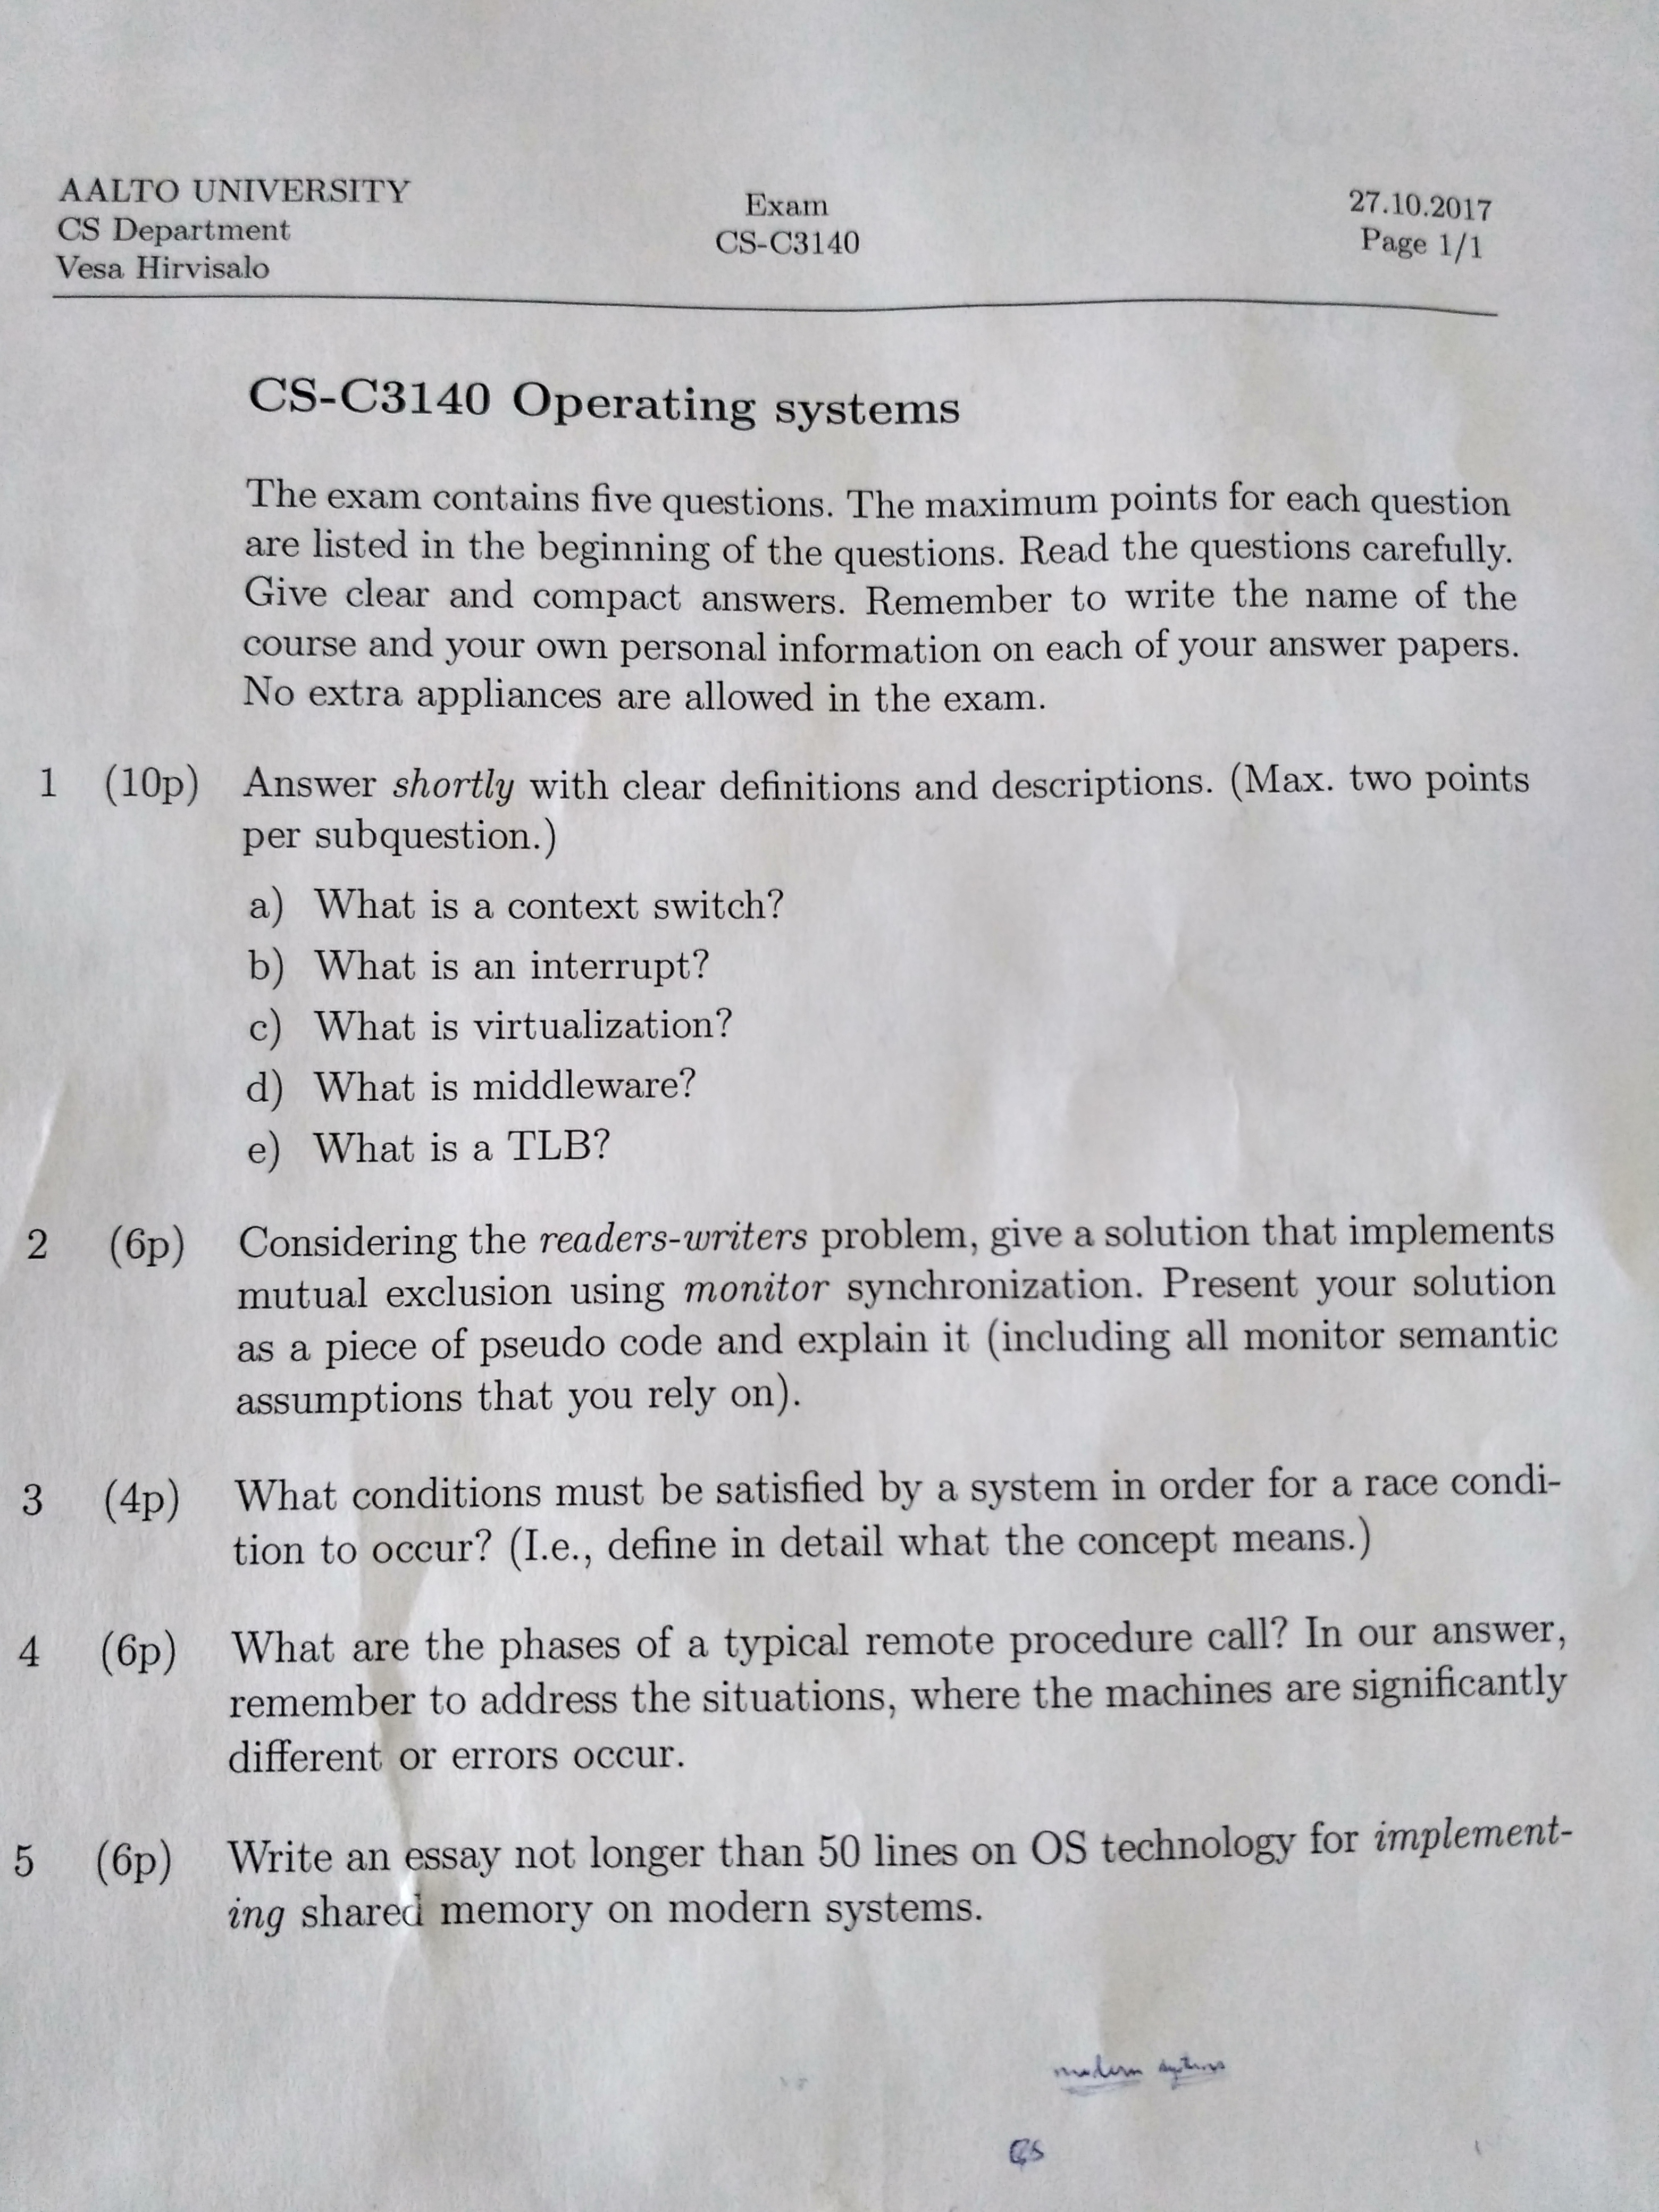 AALTO UNIVERSITY
CS Department
Vesa Hirvisalo
Exam
CS-C3140
27.10.2017
Page 1/1
CS-C3140 Operating systems
The exam contains five questions. The maximum points for each question
are listed in the beginning of the questions. Read the questions carefully.
Give clear and compact answers. Remember to write the name of the
course and your own personal information on each of your answer papers.
No extra appliances are allowed in the exam.
1 (10p) Answer shortly with clear definitions and descriptions. (Max. two points
per subquestion.)
a) What is a context switch?
b) What is an interrupt?
c) What is virtualization?
d) What is middleware?
e) What is a TLB?
2 (6p) Considering the readers-writers problem, give a solution that implements
mutual exclusion using monitor synchronization. Present your solution
as a piece of pseudo code and explain it (including all monitor semantic
assumptions that you rely on).
3 (4p) What conditions must be satisfied by a system in order for a race condi-
tion to occur? (I.e., define in detail what the concept means.)
4 (6p) What are the phases of a typical remote procedure call? In our answer,
remember to address the situations, where the machines are significantly
different or errors occur.
5 (6p) Write an essay not longer than 50 lines on OS technology for implement-
ing shared memory on modern systems.
modern systems